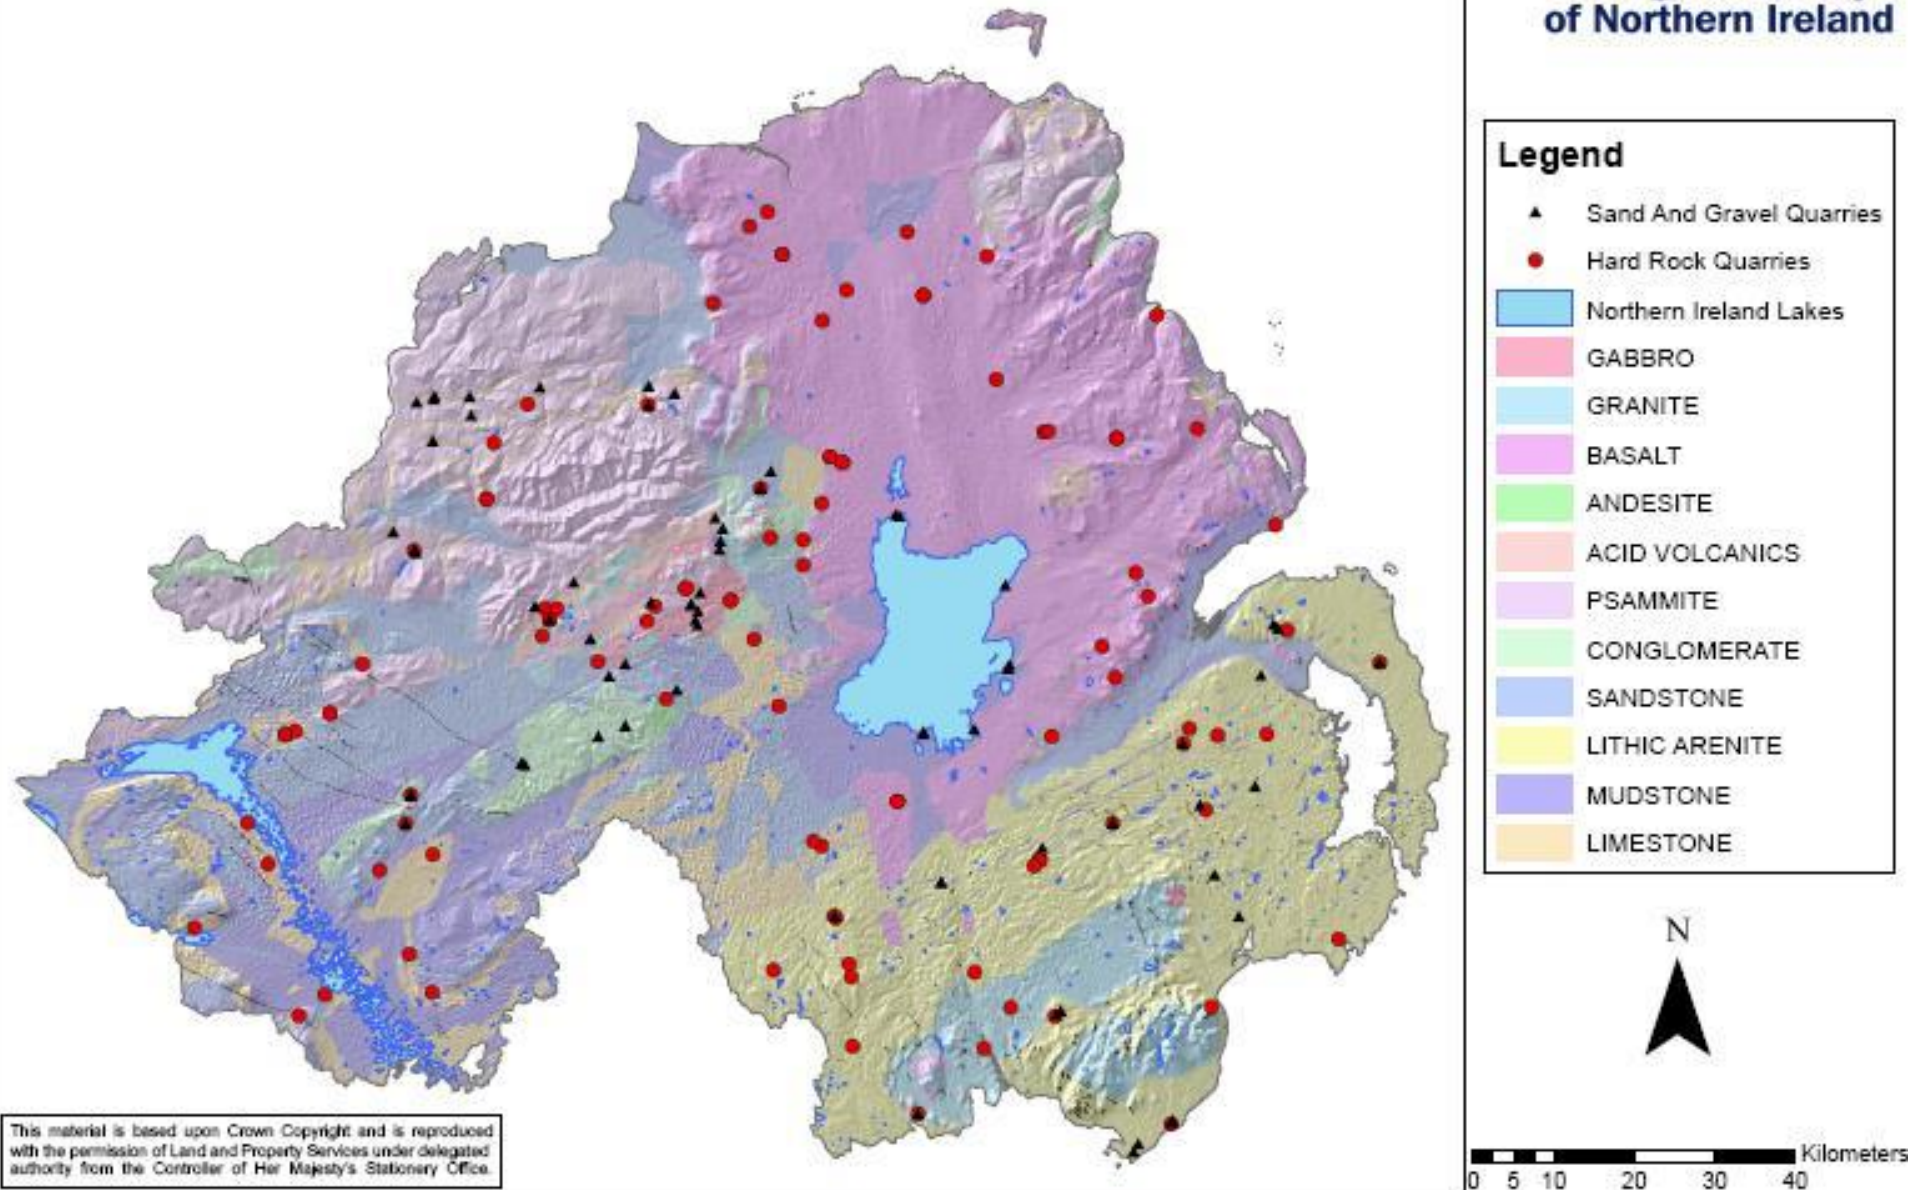 of Northern Ireland
Legend
Sand And Gravel Quarries
Hard Rock Quarries
Northern Ireland Lakes
GABBRO
GRANITE
BASALT
ANDESITE
ACID VOLCANICS
PSAMMITE
CONGLOMERATE
SANDSTONE
LITHIC ARENITE
MUDSTONE
LIMESTONE
N
Kilometers
0 5 10 20 30 40
This material is based upon Crown Copyright and is reproduced
with the permission of Land and Property Services under delegated
authority from the Controller of Her Majesty's Stationery Office.